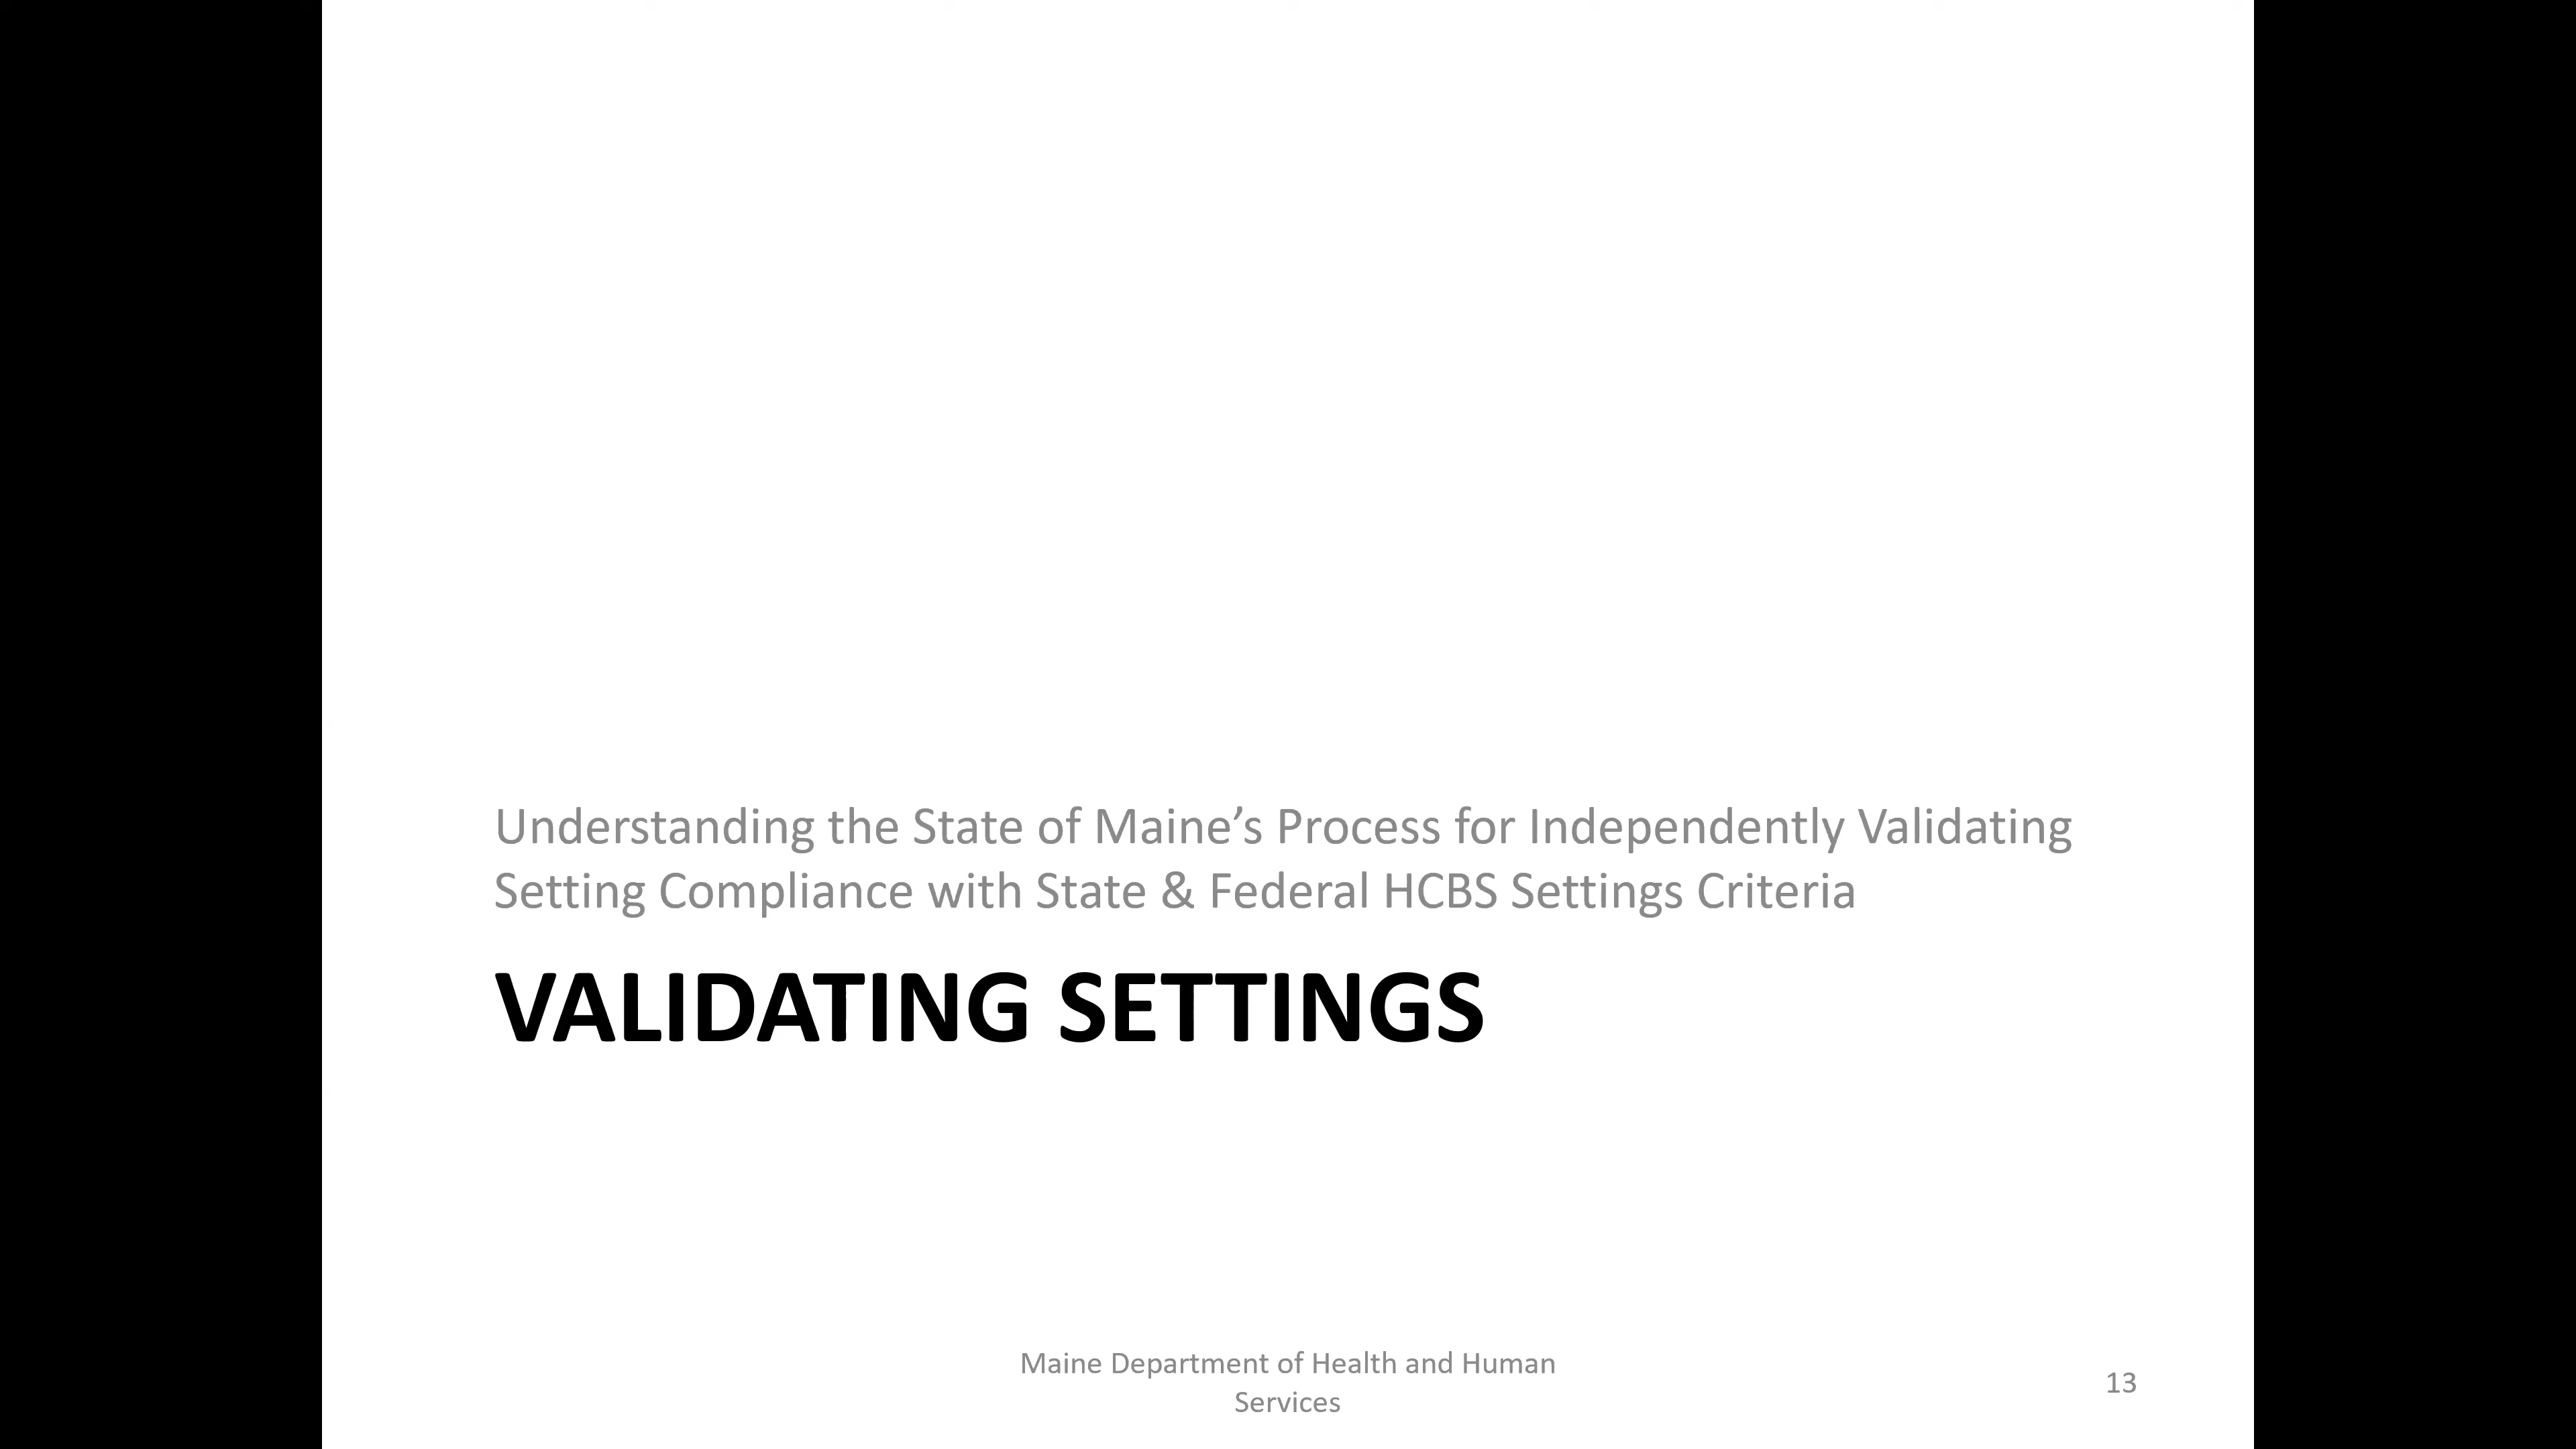 Understanding the State of Maine’s Process for Independently Validating
Setting Compliance with State & Federal HCBS Settings Criteria
VALIDATING SETTINGS
Maine Department of Health and Human
Services
13